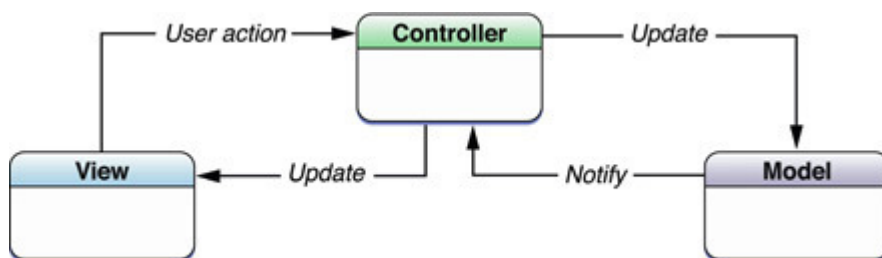 User action
Controller
Update
View
Update
Notify
Model